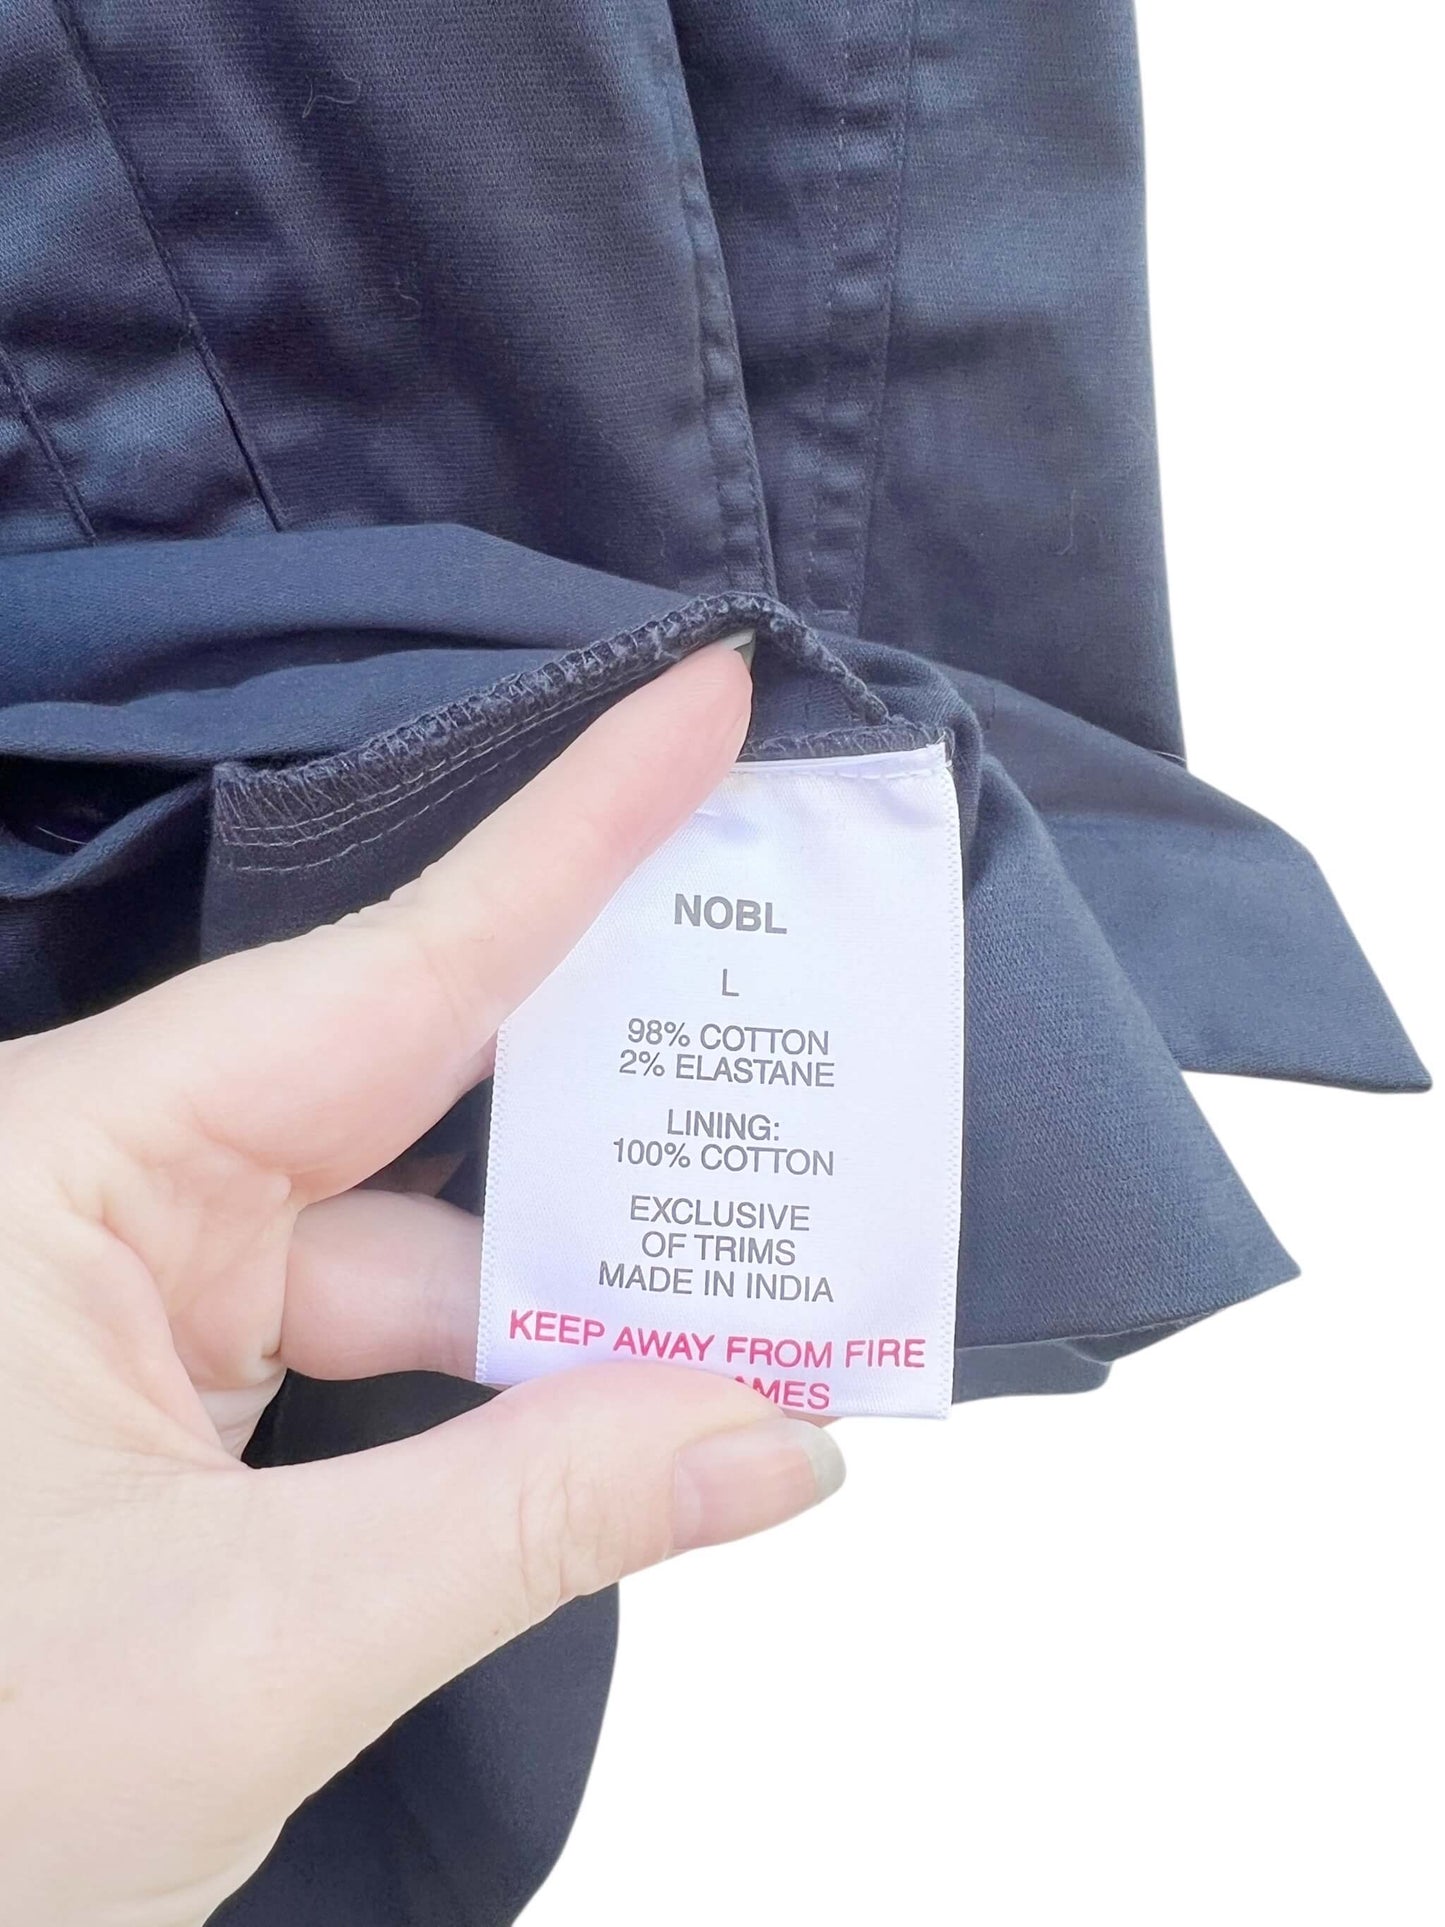 NOBL
L
98% COTTON
2% ELASTANE
LINING:
100% COTTON
EXCLUSIVE
OF TRIMS
MADE IN INDIA
KEEP AWAY FROM FIRE